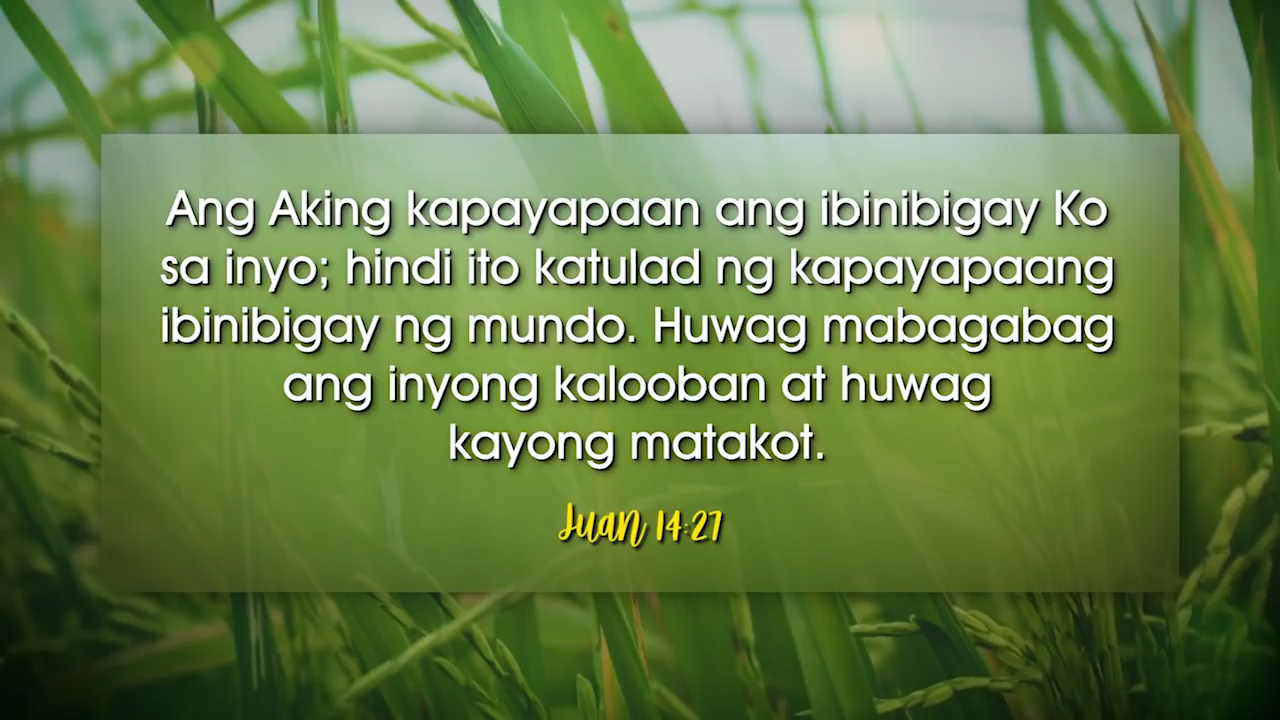 Ang Aking kapayapaan ang ibinibigay Ko
sa inyo; hindi ito katulad ng kapayapaang
ibinibigay ng mundo. Huwag mabagabag
ang inyong kalooban at huwag
kayong matakot.
Juan 14:27